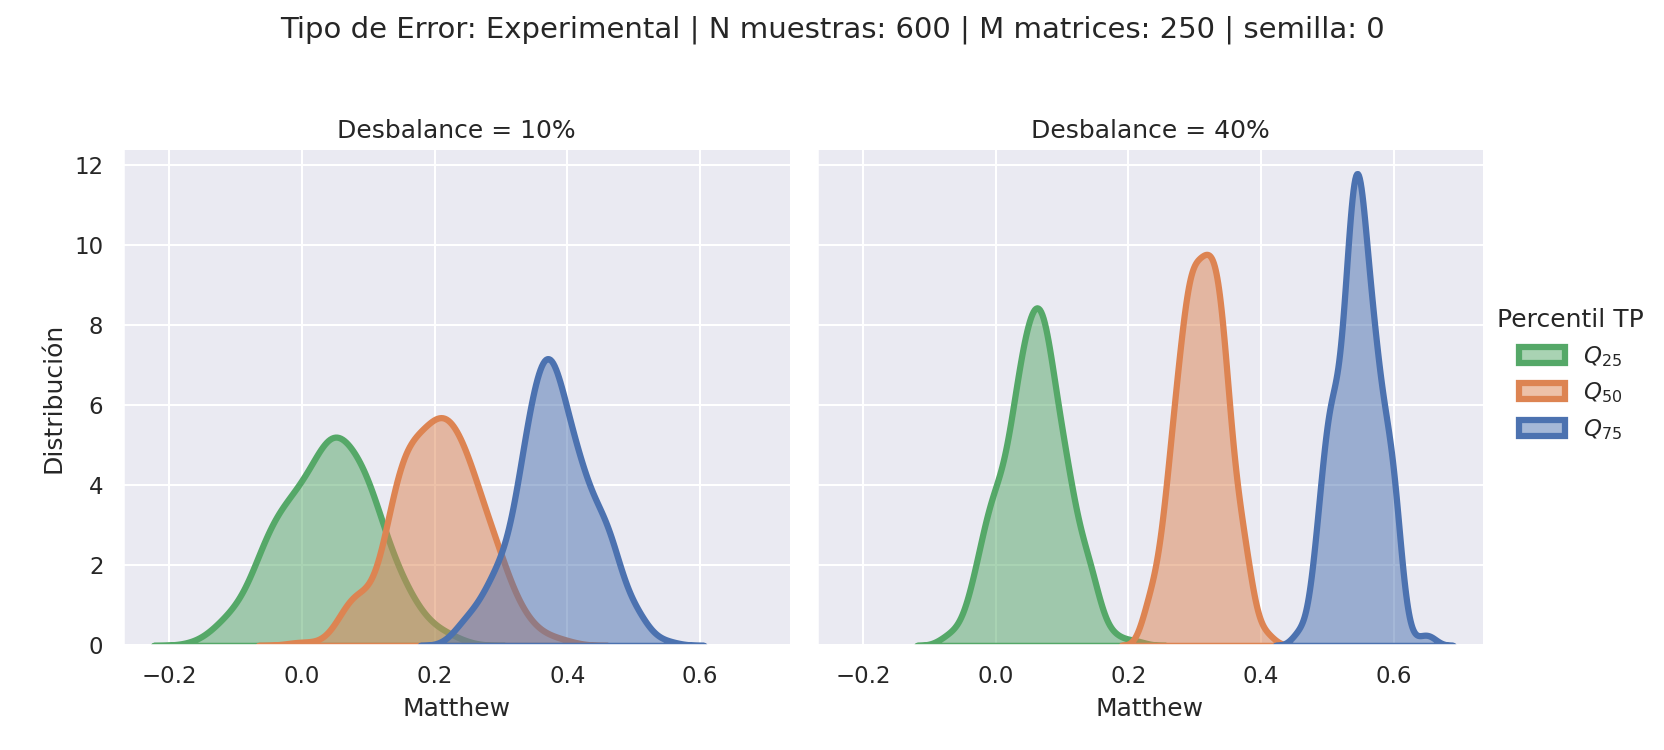 Tipo de Error: Experimental | N muestras: 600 | M matrices: 250 | semilla: 0
Desbalance = 10%
Desbalance = 40%
12
10
8
6
4
2
0
Distribución
−0.2
0.0
0.2
0.4
0.6
Matthew
−0.2
0.0
0.2
0.4
0.6
Matthew
Percentil TP
Q25
Q50
Q75